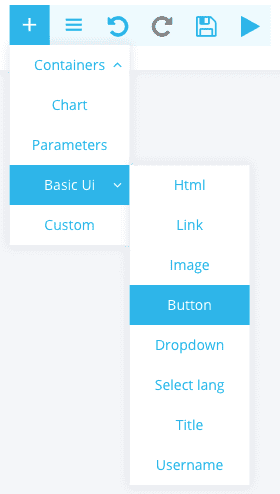 Containers
Chart
Parameters
Basic Ui
Custom
Html
Link
Image
Button
Dropdown
Select lang
Title
Username